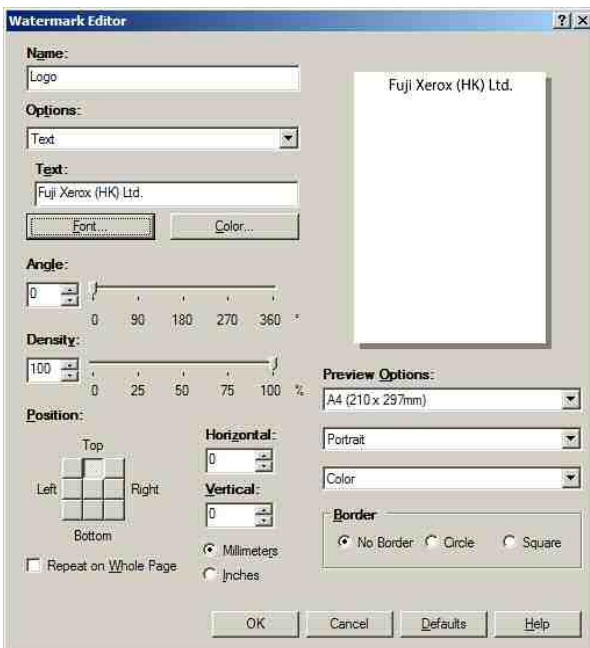 Watermark Editor
Name:
Logo
Options:
Text
Text:
Fuji Xerox (HK) Ltd.
Font...
Color...
Angle:
0
0 90 180 270 360 °
Density:
100
0 25 50 75 100 %
Position:
Top
Left
Right
Bottom
Repeat on Whole Page
Horizontal:
0
Vertical:
0
Millimeters
Inches
Fuji Xerox (HK) Ltd.
Preview Options:
A4 (210 x 297mm)
Portrait
Color
Border
No Border Circle Square
OK Cancel Defaults Help